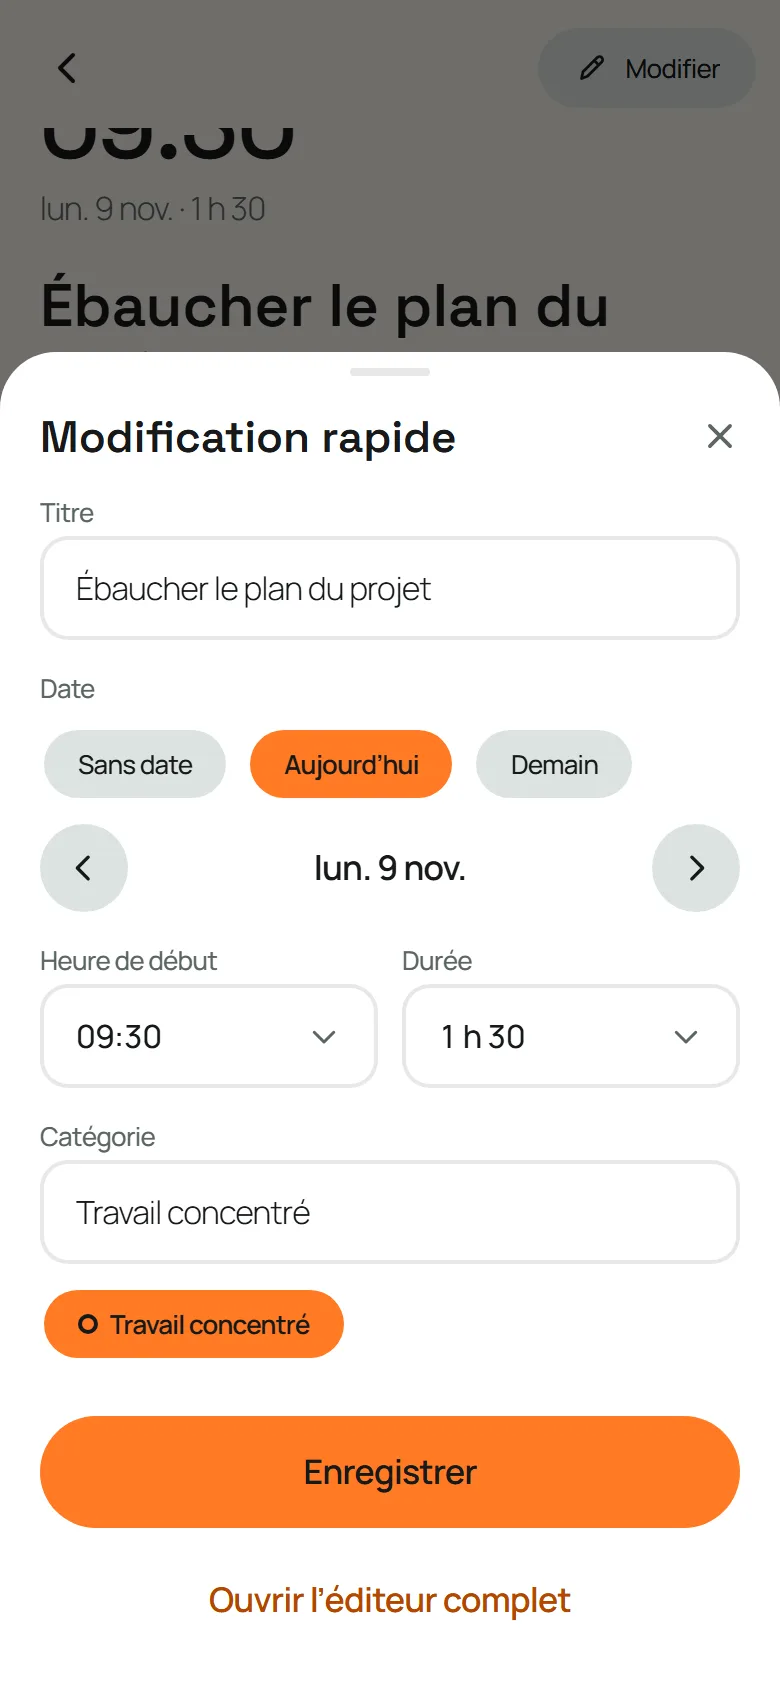 Modifier
09:30
lun. 9 nov. · 1 h 30
Ébaucher le plan du
Modification rapide
Titre
Ébaucher le plan du projet
Date
Sans date
Aujourd’hui
Demain
lun. 9 nov.
Heure de début
Durée
09:30
1 h 30
Catégorie
Travail concentré
Travail concentré
Enregistrer
Ouvrir l’éditeur complet